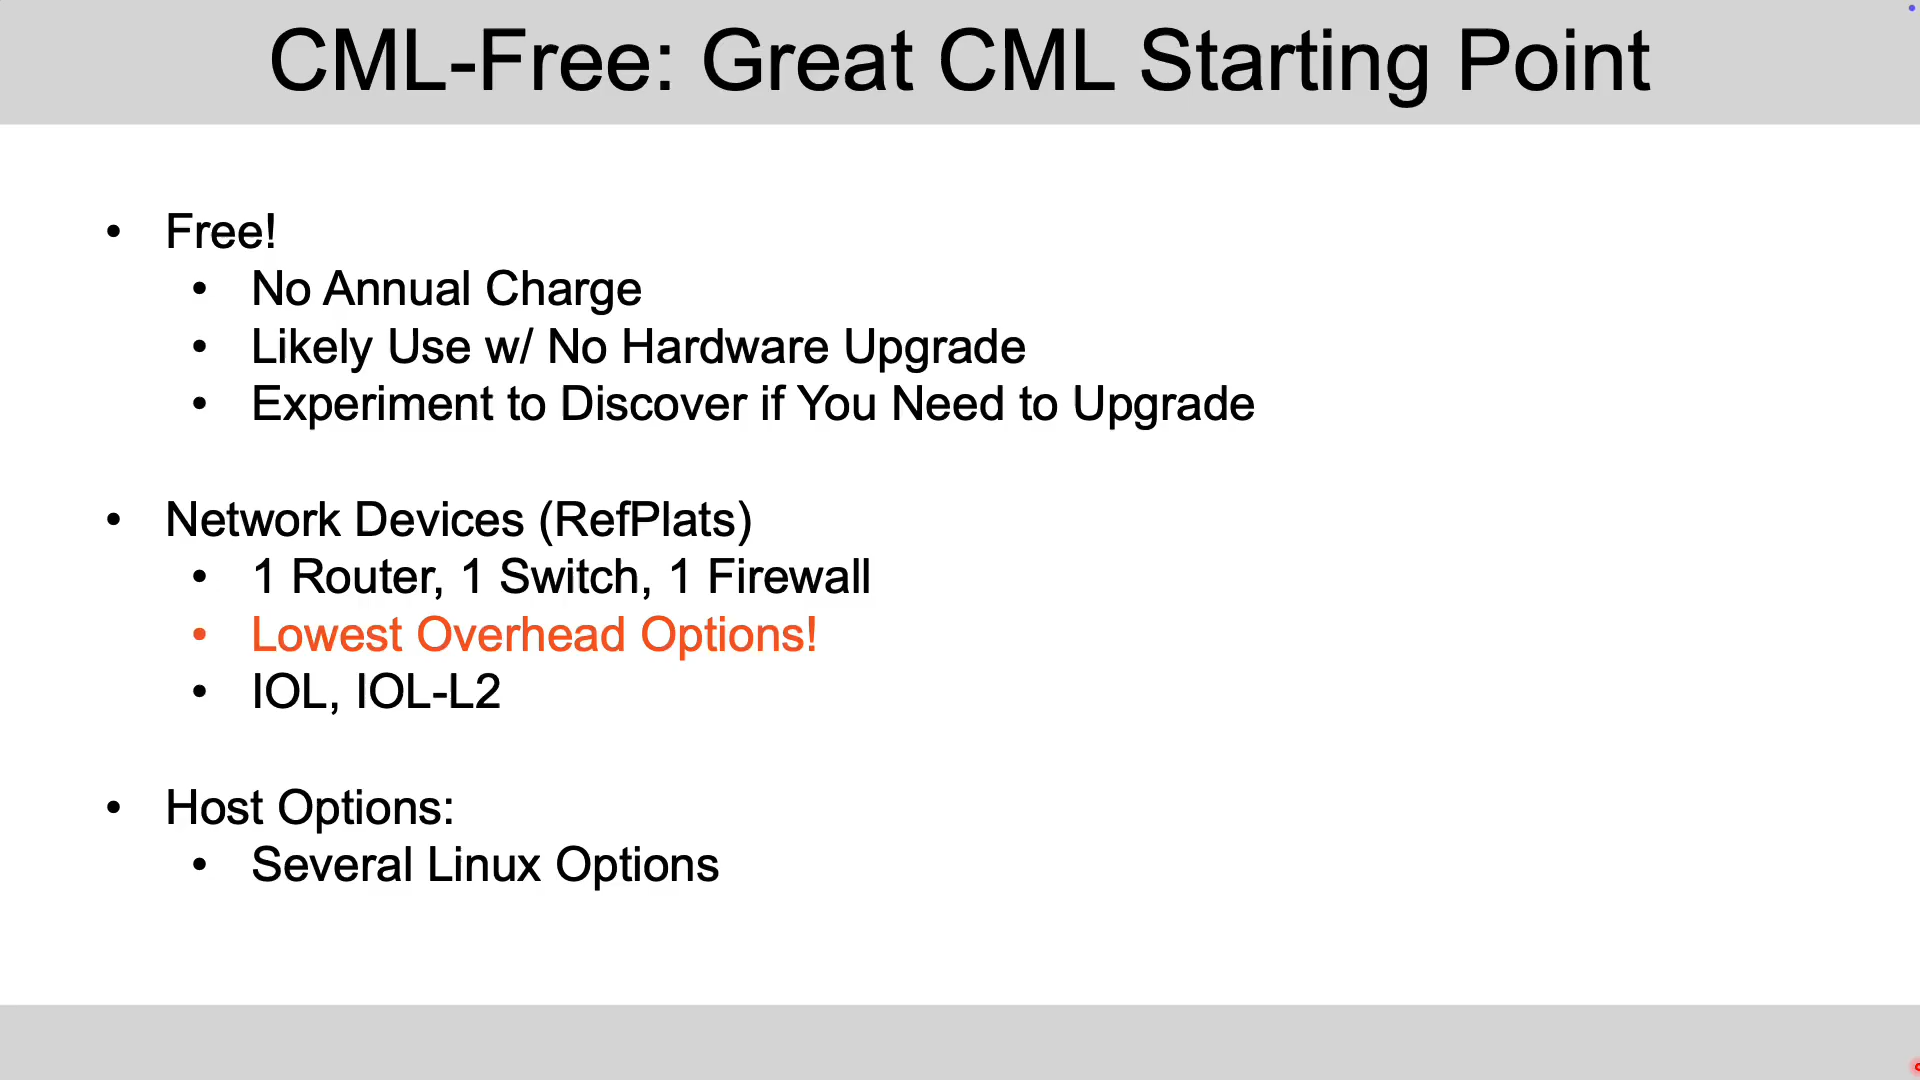 CML-Free: Great CML Starting Point
• Free!
• No Annual Charge
• Likely Use w/ No Hardware Upgrade
• Experiment to Discover if You Need to Upgrade
• Network Devices (RefPlats)
• 1 Router, 1 Switch, 1 Firewall
• Lowest Overhead Options!
• IOL, IOL-L2
• Host Options:
• Several Linux Options